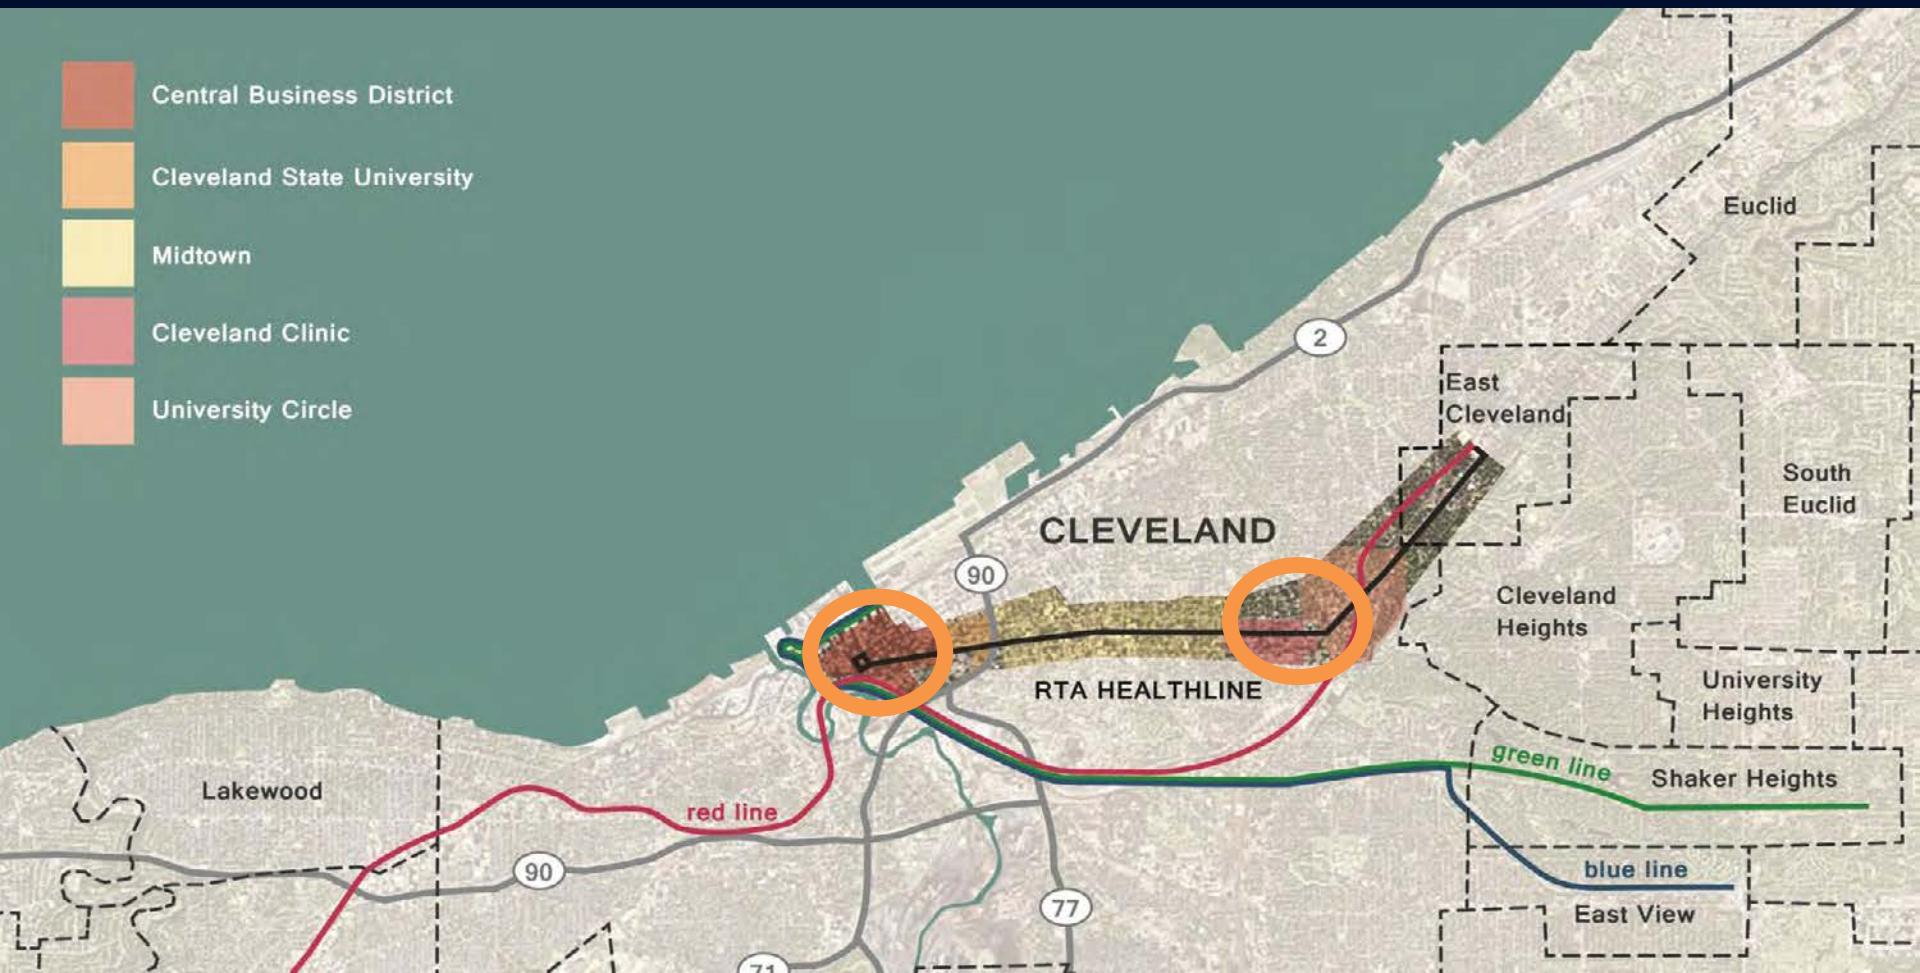 Central Business District
Cleveland State University
Midtown
Cleveland Clinic
University Circle
Euclid
2
East
Cleveland
South
Euclid
CLEVELAND
90
Cleveland
Heights
RTA HEALTHLINE
University
Heights
green line
Shaker Heights
Lakewood
red line
90
blue line
77
East View
71